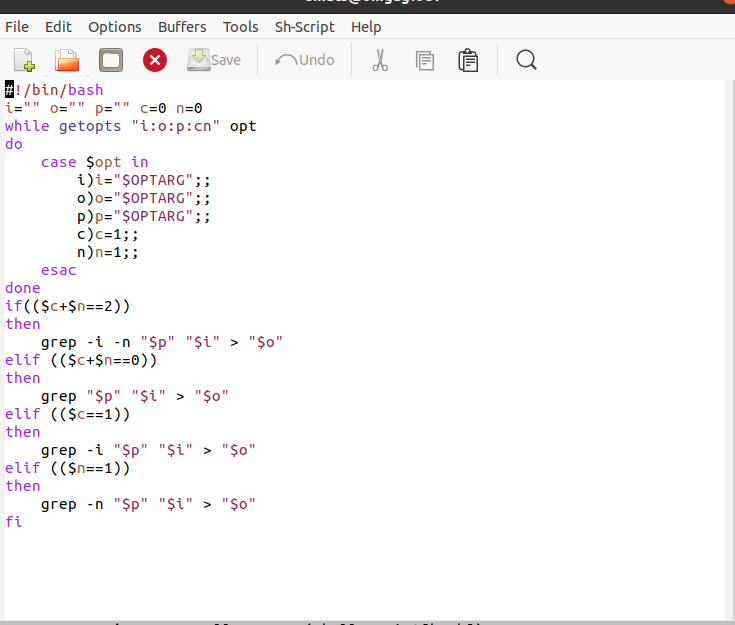 File Edit Options Buffers Tools Sh-Script Help
Save Undo
#!/bin/bash
i="" o="" p="" c=0 n=0
while getopts "i:o:p:cn" opt
do
    case $opt in
        i)i="$OPTARG";;
        o)o="$OPTARG";;
        p)p="$OPTARG";;
        c)c=1;;
        n)n=1;;
    esac
done
if(($c+$n==2))
then
    grep -i -n "$p" "$i" > "$o"
elif (($c+$n==0))
then
    grep "$p" "$i" > "$o"
elif (($c==1))
then
    grep -i "$p" "$i" > "$o"
elif (($n==1))
then
    grep -n "$p" "$i" > "$o"
fi